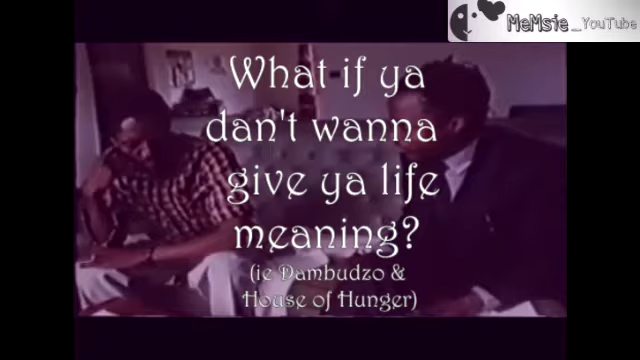 MeMsie_YouTube
What if ya
dan't wanna
give ya life
meaning?
(ie Dambudzo &
House of Hunger)